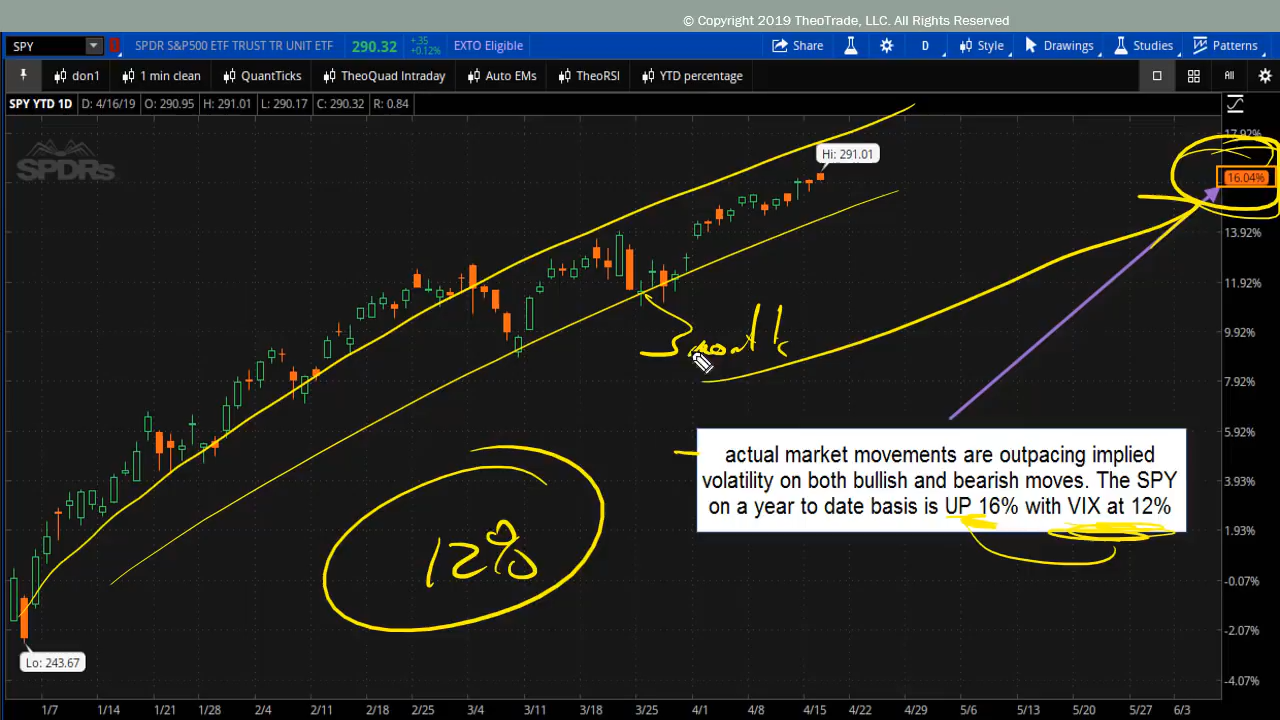 © Copyright 2019 TheoTrade, LLC. All Rights Reserved
SPY SPDR S&P500 ETF TRUST TR UNIT ETF 290.32 +.35 +0.12% EXTO Eligible Share D Style Drawings Studies Patterns
don1 1 min clean QuantTicks TheoQuad Intraday Auto EMs TheoRSI YTD percentage All
SPY YTD 1D D: 4/16/19 O: 290.95 H: 291.01 L: 290.17 C: 290.32 R: 0.84
17.92%
SPDRs
Hi: 291.01
16.04%
13.92%
11.92%
9.92%
7.92%
5.92%
3.93%
1.93%
-0.07%
-2.07%
-4.07%
actual market movements are outpacing implied
volatility on both bullish and bearish moves. The SPY
on a year to date basis is UP 16% with VIX at 12%
12%
Lo: 243.67
1/7 1/14 1/21 1/28 2/4 2/11 2/18 2/25 3/4 3/11 3/18 3/25 4/1 4/8 4/15 4/22 4/29 5/6 5/13 5/20 5/27 6/3